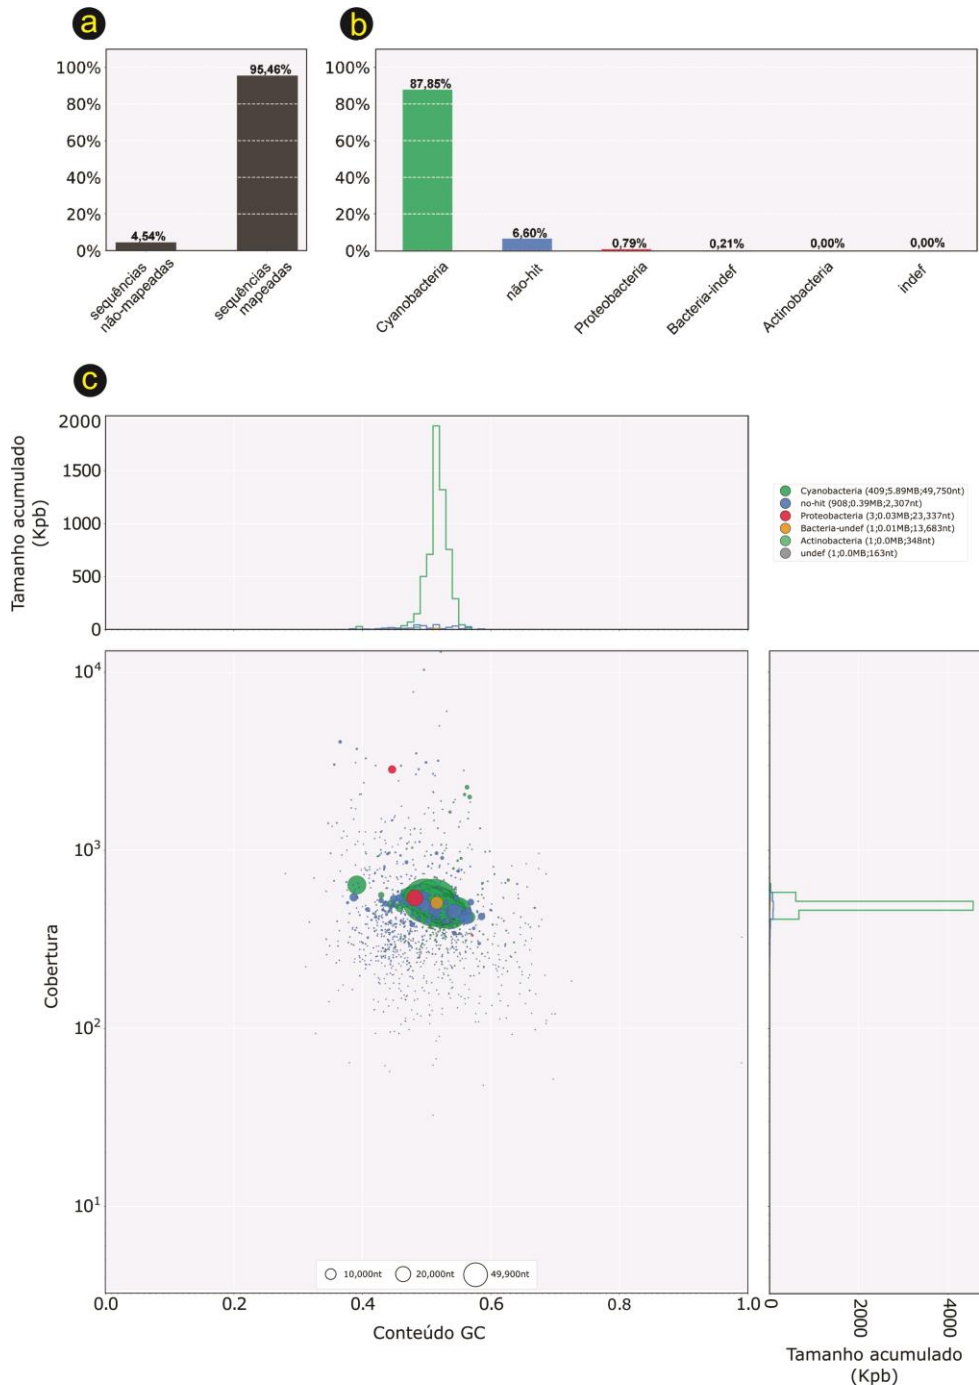 a
100%
80%
60%
40%
20%
0%
4,54%
95,46%
sequências
não-mapeadas
sequências
mapeadas
b
100%
80%
60%
40%
20%
0%
87,85%
6,60%
0,79%
0,21%
0,00%
0,00%
Cyanobacteria
não-hit
Proteobacteria
Bacteria-indef
Actinobacteria
indef
c
Tamanho acumulado
(Kpb)
2000
1500
1000
500
0
Cyanobacteria (409;5.89MB;49,750nt)
no-hit (908;0.39MB;2,307nt)
Proteobacteria (3;0.03MB;23,337nt)
Bacteria-undef (1;0.01MB;13,683nt)
Actinobacteria (1;0.0MB;348nt)
undef (1;0.0MB;163nt)
Cobertura
10⁴
10³
10²
10¹
10,000nt 20,000nt 49,900nt
0.0 0.2 0.4 0.6 0.8 1.0
Conteúdo GC
0 2000 4000
Tamanho acumulado
(Kpb)